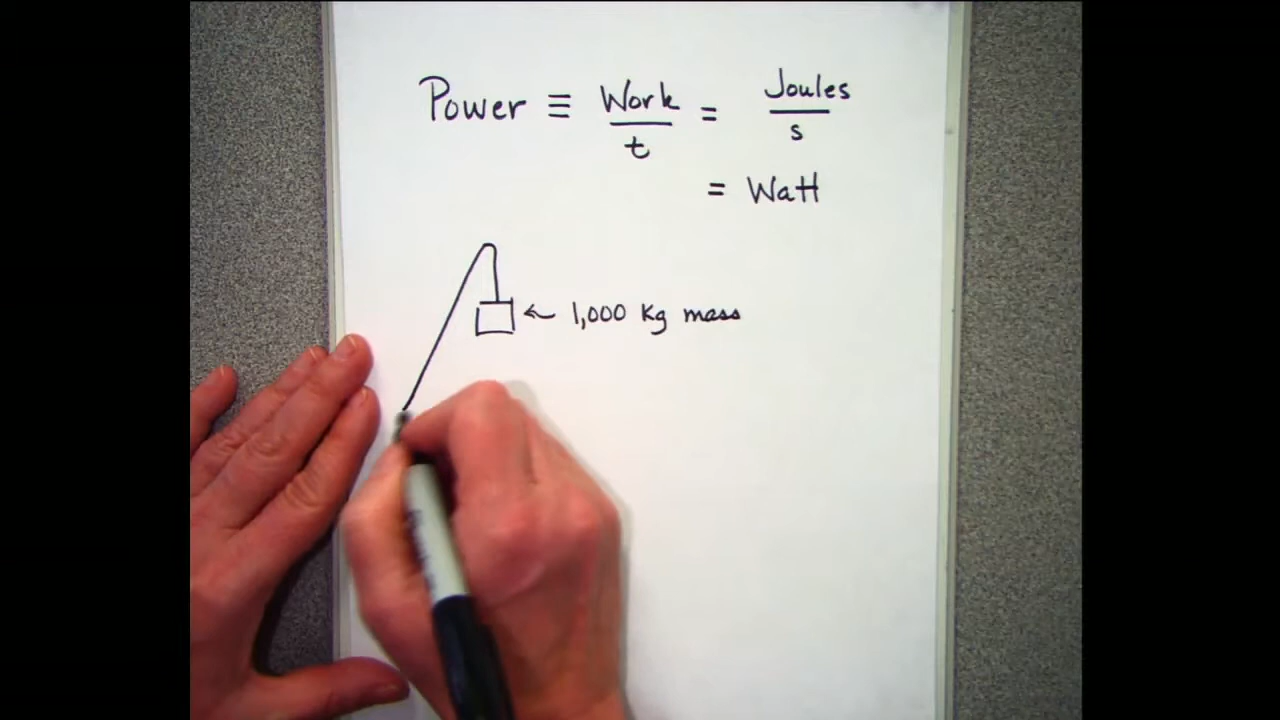 Power ≡ Work/t = Joules/s
= Watt
← 1,000 kg mass